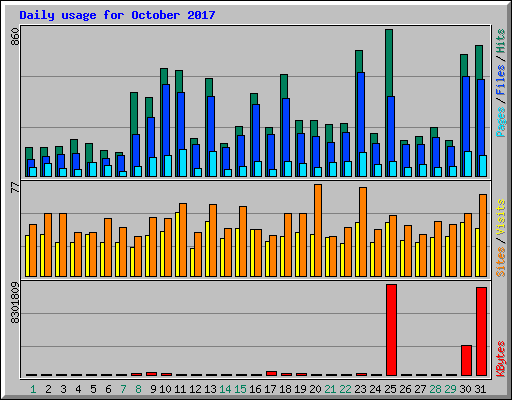 Daily usage for October 2017
860
Pages / Files / Hits
77
Sites / Visits
8301809
KBytes
1 2 3 4 5 6 7 8 9 10 11 12 13 14 15 16 17 18 19 20 21 22 23 24 25 26 27 28 29 30 31